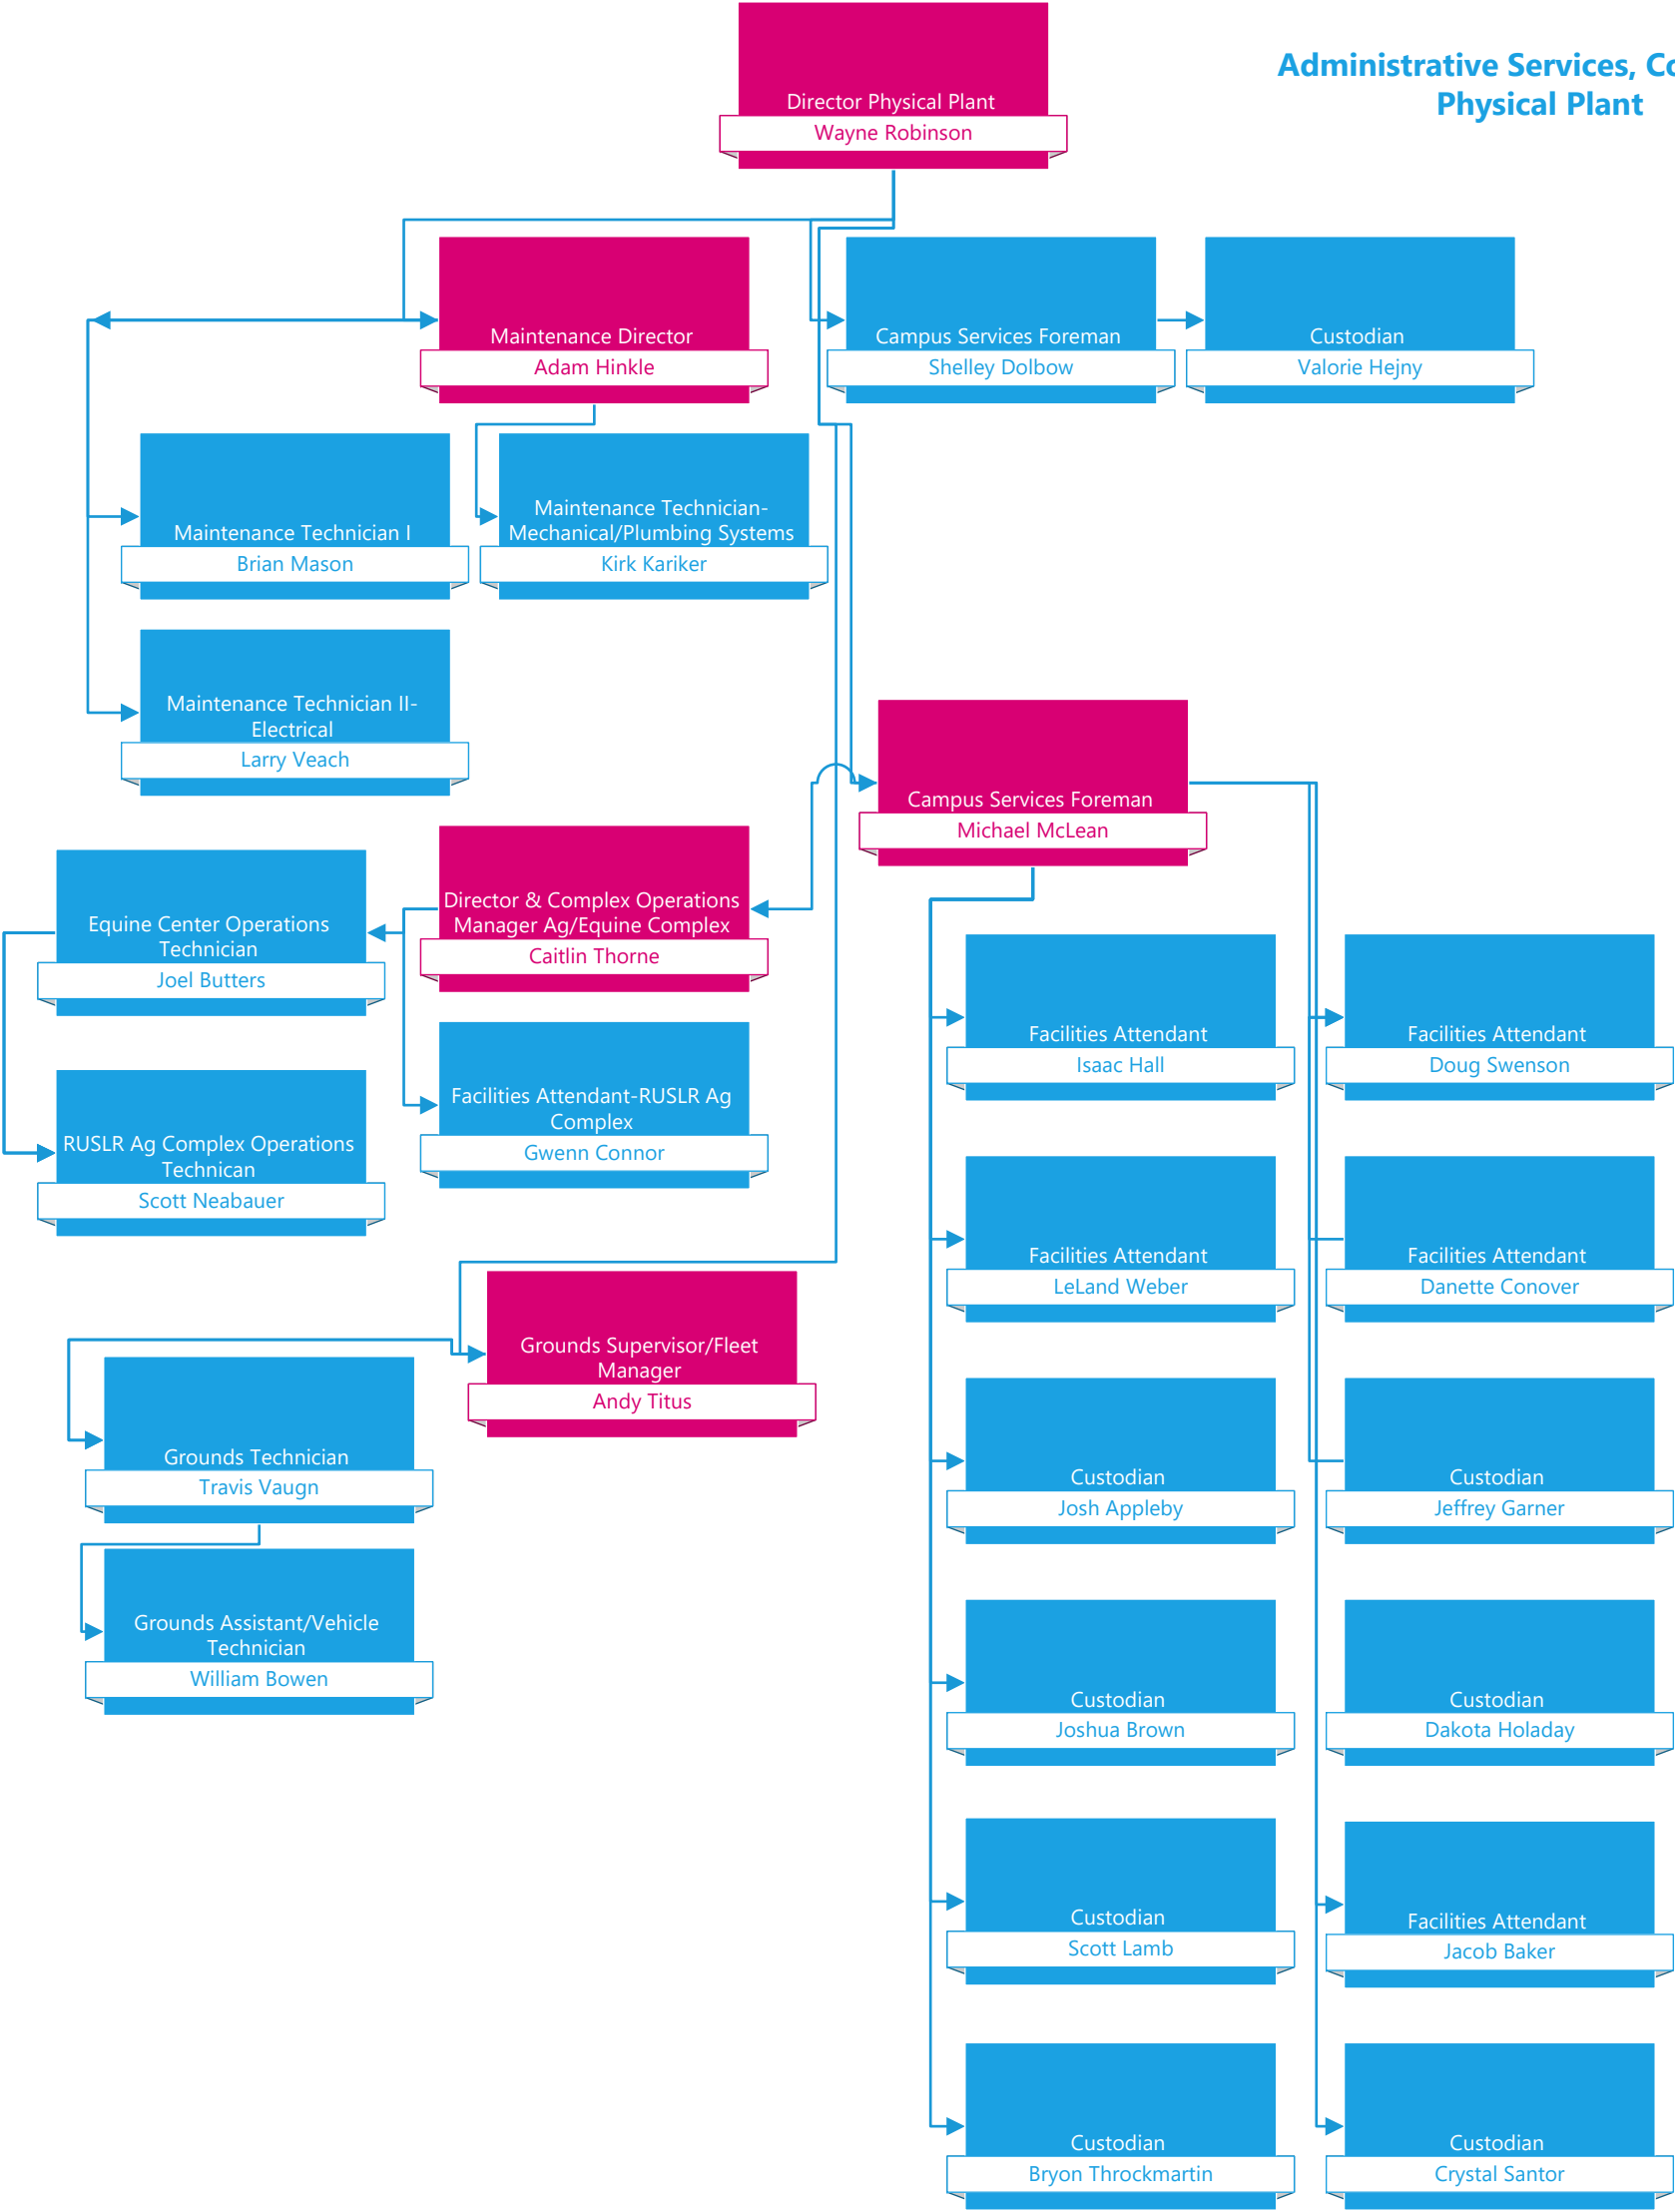 Director Physical Plant
Wayne Robinson
Administrative Services,
Physical Plant
Maintenance Director
Adam Hinkle
Campus Services Foreman
Shelley Dolbow
Custodian
Valorie Hejny
Maintenance Technician I
Brian Mason
Maintenance Technician-
Mechanical/Plumbing Systems
Kirk Kariker
Maintenance Technician II-
Electrical
Larry Veach
Campus Services Foreman
Michael McLean
Equine Center Operations
Technician
Joel Butters
Director & Complex Operations
Manager Ag/Equine Complex
Caitlin Thorne
Facilities Attendant
Isaac Hall
Facilities Attendant
Doug Swenson
RUSLR Ag Complex Operations
Technican
Scott Neabauer
Facilities Attendant-RUSLR Ag
Complex
Gwenn Connor
Facilities Attendant
LeLand Weber
Facilities Attendant
Danette Conover
Grounds Supervisor/Fleet
Manager
Andy Titus
Grounds Technician
Travis Vaugn
Custodian
Josh Appleby
Custodian
Jeffrey Garner
Grounds Assistant/Vehicle
Technician
William Bowen
Custodian
Joshua Brown
Custodian
Dakota Holaday
Custodian
Scott Lamb
Facilities Attendant
Jacob Baker
Custodian
Bryon Throckmartin
Custodian
Crystal Santor